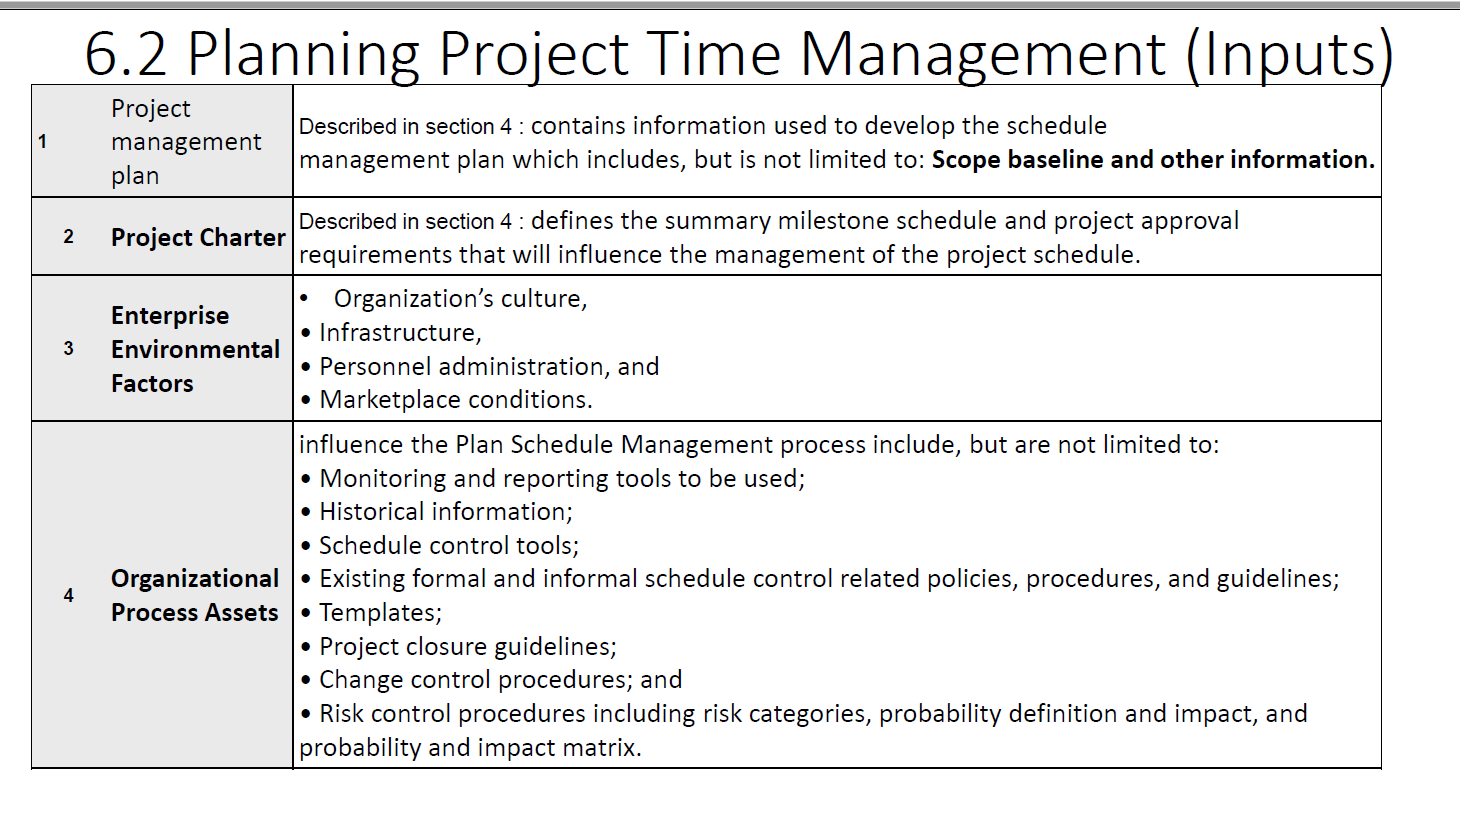 6.2 Planning Project Time Management (Inputs)
1
Project
management
plan
Described in section 4 : contains information used to develop the schedule
management plan which includes, but is not limited to: Scope baseline and other information.
2
Project Charter
Described in section 4 : defines the summary milestone schedule and project approval
requirements that will influence the management of the project schedule.
3
Enterprise
Environmental
Factors
• Organization’s culture,
• Infrastructure,
• Personnel administration, and
• Marketplace conditions.
4
Organizational
Process Assets
influence the Plan Schedule Management process include, but are not limited to:
• Monitoring and reporting tools to be used;
• Historical information;
• Schedule control tools;
• Existing formal and informal schedule control related policies, procedures, and guidelines;
• Templates;
• Project closure guidelines;
• Change control procedures; and
• Risk control procedures including risk categories, probability definition and impact, and
probability and impact matrix.